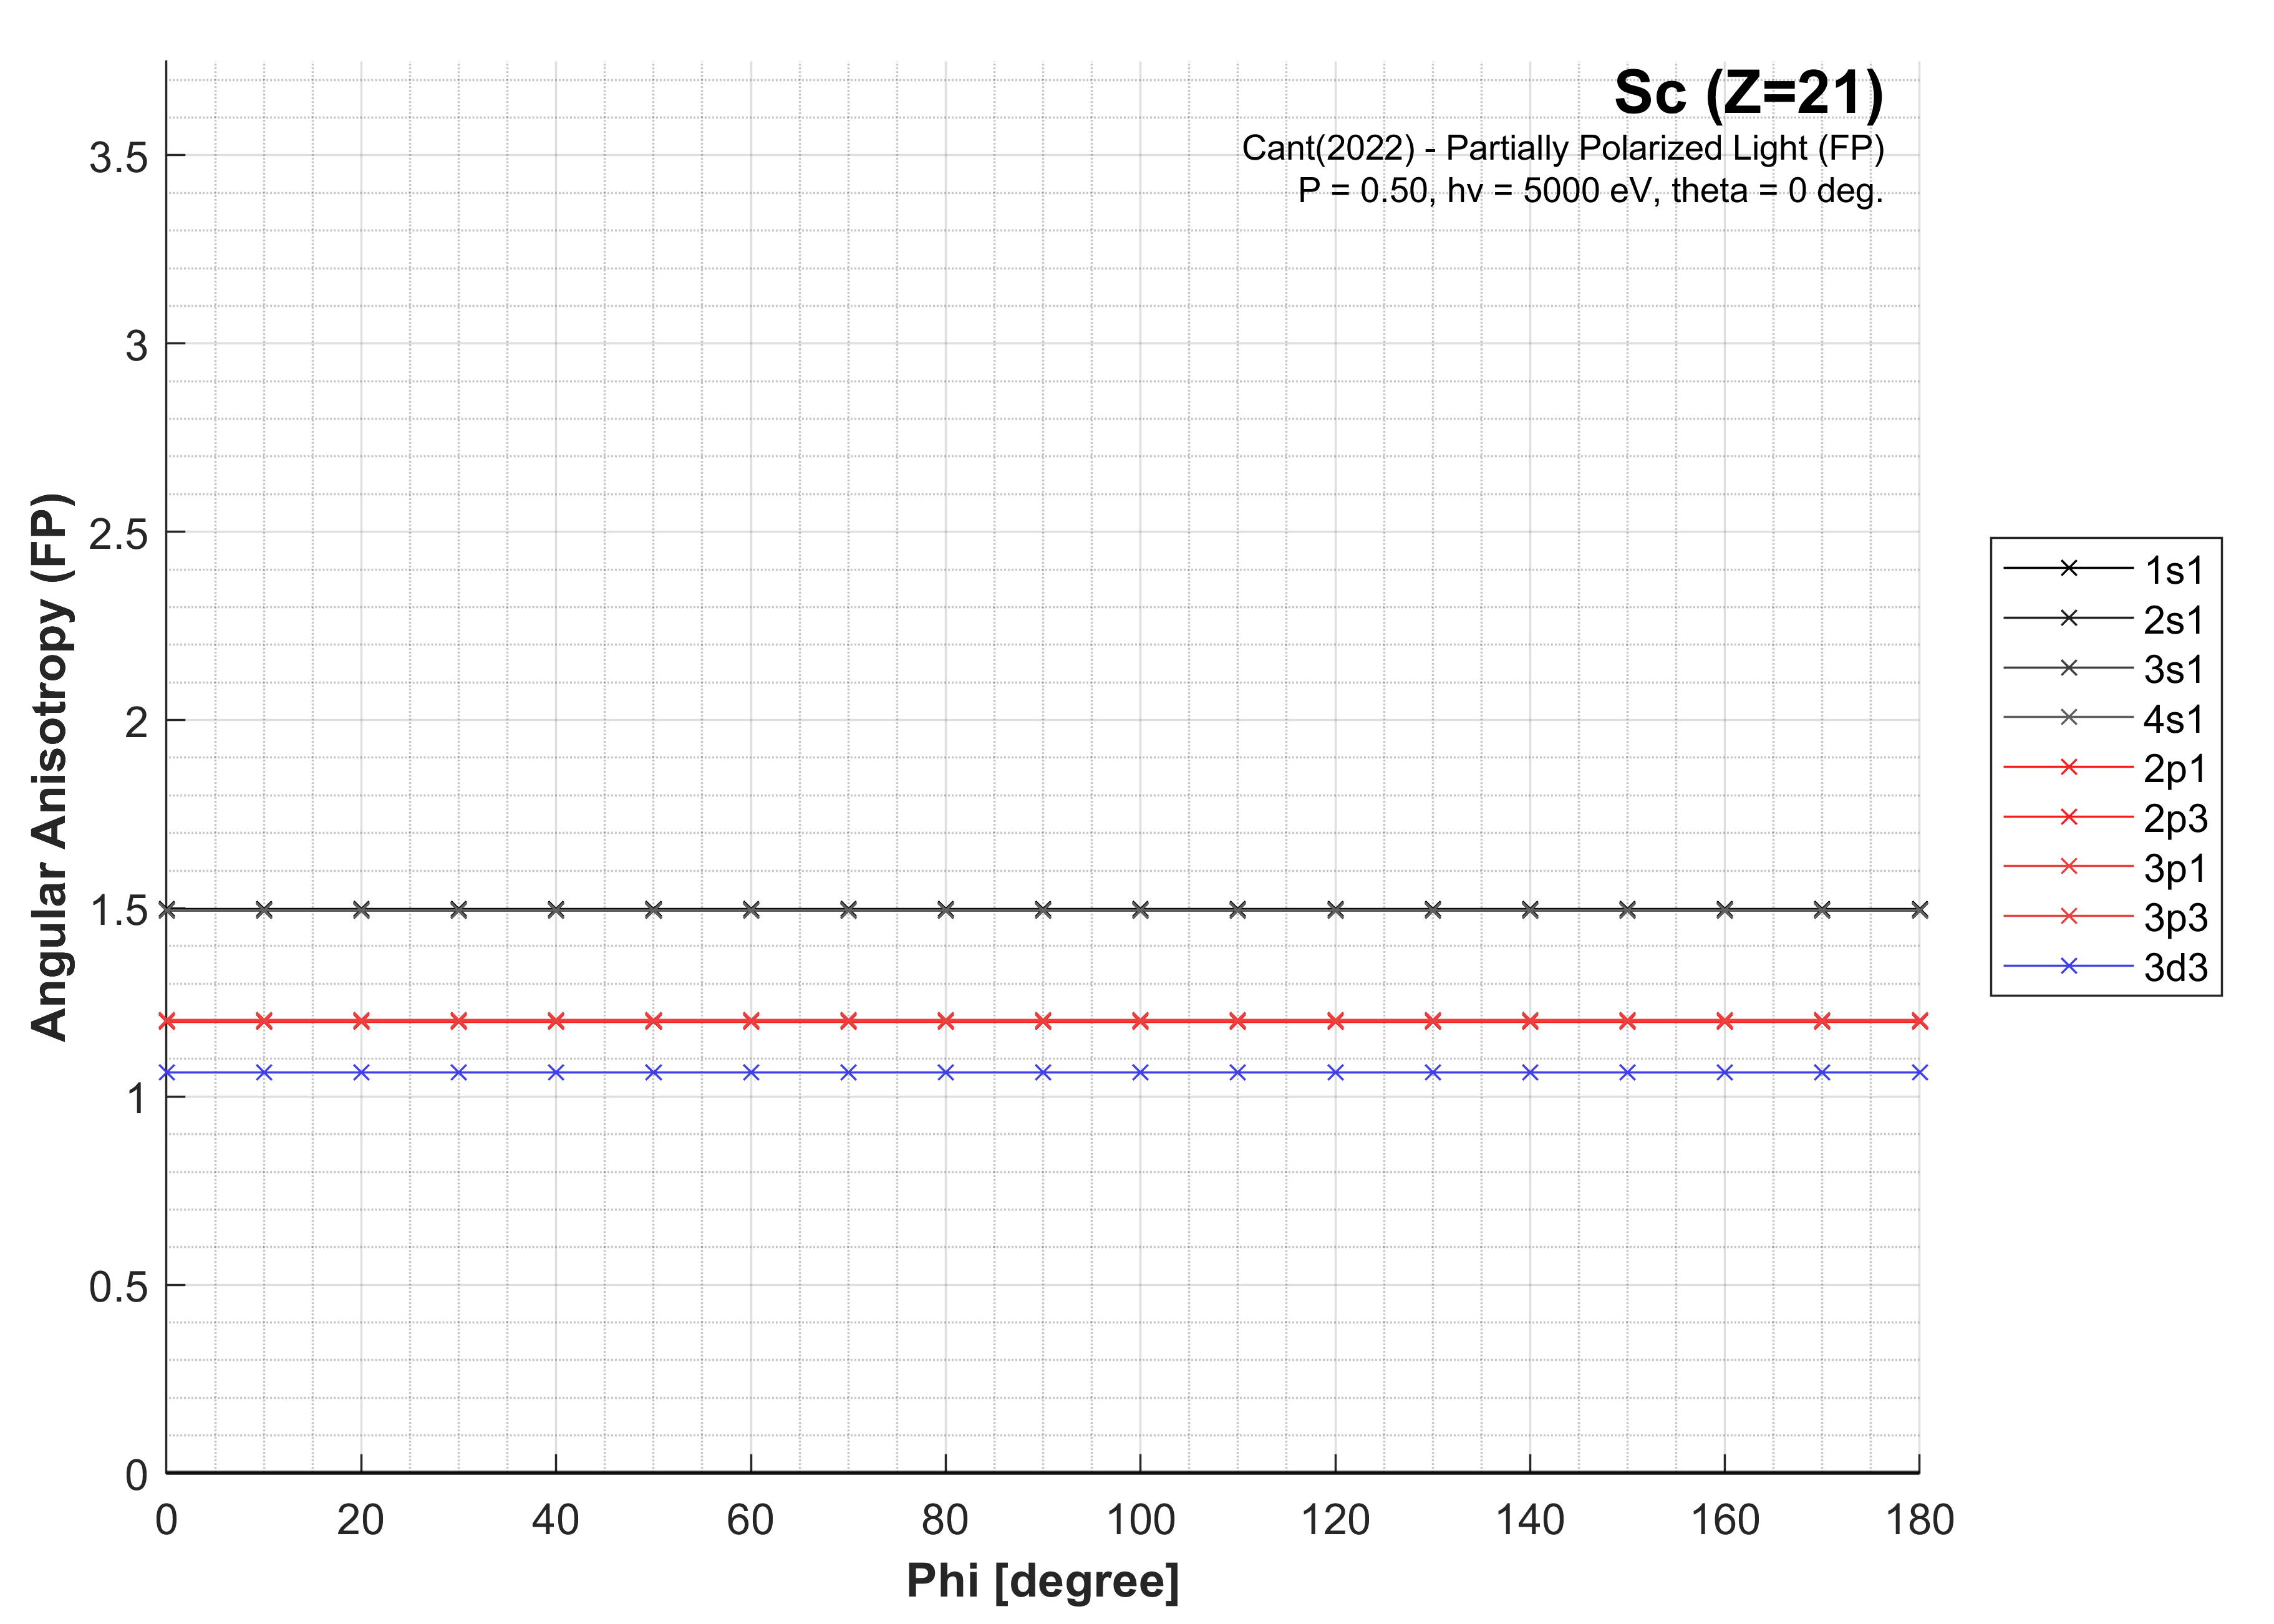 Sc (Z=21)
Cant(2022) - Partially Polarized Light (FP)
P = 0.50, hv = 5000 eV, theta = 0 deg.
Angular Anisotropy (FP)
3.5
3
2.5
2
1.5
1
0.5
0
0 20 40 60 80 100 120 140 160 180
Phi [degree]
1s1
2s1
3s1
4s1
2p1
2p3
3p1
3p3
3d3